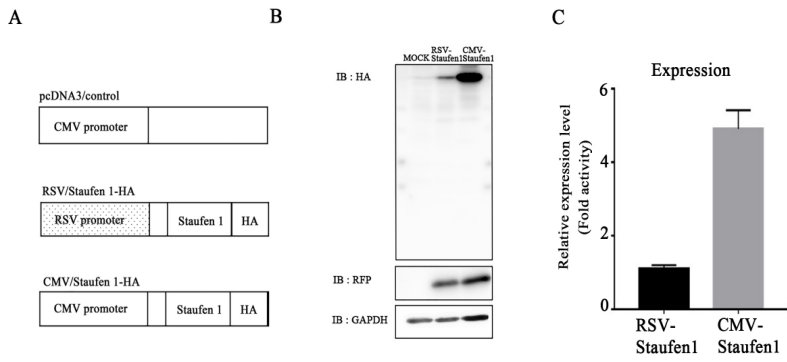 A
pcDNA3/control
CMV promoter
RSV/Staufen 1-HA
RSV promoter Staufen 1 HA
CMV/Staufen 1-HA
CMV promoter Staufen 1 HA
B
MOCK RSV-Staufen1 CMV-Staufen1
IB : HA
IB : RFP
IB : GAPDH
C
Expression
Relative expression level
(Fold activity)
6
4
2
0
RSV-
Staufen1
CMV-
Staufen1